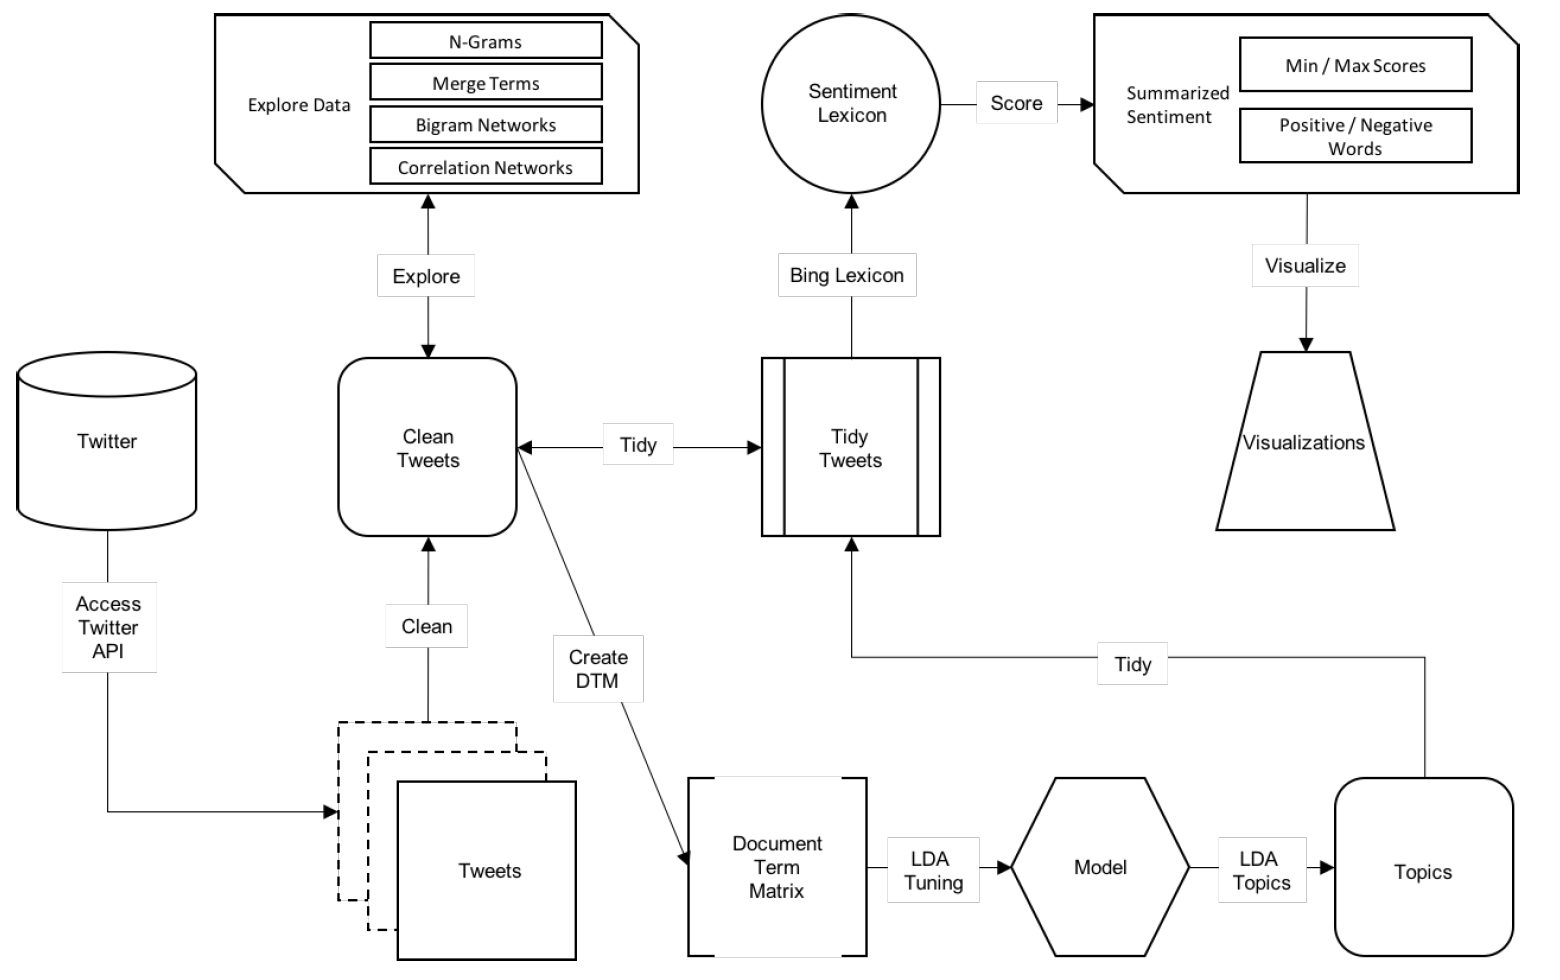 N-Grams
Merge Terms
Explore Data
Bigram Networks
Correlation Networks
Sentiment
Lexicon
Score
Summarized
Sentiment
Min / Max Scores
Positive / Negative
Words
Explore
Bing Lexicon
Visualize
Twitter
Clean
Tweets
Tidy
Tidy
Tweets
Visualizations
Access
Twitter
API
Clean
Create
DTM
Tidy
Tweets
Document
Term
Matrix
LDA
Tuning
Model
LDA
Topics
Topics